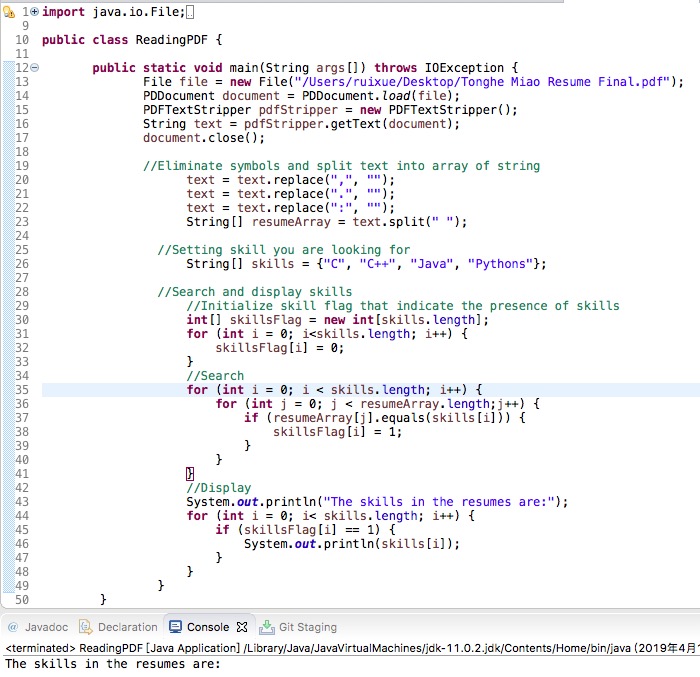 1 import java.io.File;
9
10 public class ReadingPDF {
11
12 public static void main(String args[]) throws IOException {
13 File file = new File("/Users/ruixue/Desktop/Tonghe Miao Resume Final.pdf");
14 PDDocument document = PDDocument.load(file);
15 PDFTextStripper pdfStripper = new PDFTextStripper();
16 String text = pdfStripper.getText(document);
17 document.close();
18
19 //Eliminate symbols and split text into array of string
20 text = text.replace(",", "");
21 text = text.replace(".", "");
22 text = text.replace(":", "");
23 String[] resumeArray = text.split(" ");
24
25 //Setting skill you are looking for
26 String[] skills = {"C", "C++", "Java", "Pythons"};
27
28 //Search and display skills
29 //Initialize skill flag that indicate the presence of skills
30 int[] skillsFlag = new int[skills.length];
31 for (int i = 0; i<skills.length; i++) {
32 skillsFlag[i] = 0;
33 }
34 //Search
35 for (int i = 0; i < skills.length; i++) {
36 for (int j = 0; j < resumeArray.length;j++) {
37 if (resumeArray[j].equals(skills[i])) {
38 skillsFlag[i] = 1;
39 }
40 }
41 }
42 //Display
43 System.out.println("The skills in the resumes are:");
44 for (int i = 0; i< skills.length; i++) {
45 if (skillsFlag[i] == 1) {
46 System.out.println(skills[i]);
47 }
48 }
49 }
50 }
@ Javadoc Declaration Console Git Staging
<terminated> ReadingPDF [Java Application] /Library/Java/JavaVirtualMachines/jdk-11.0.2.jdk/Contents/Home/bin/java (2019年4月
The skills in the resumes are: